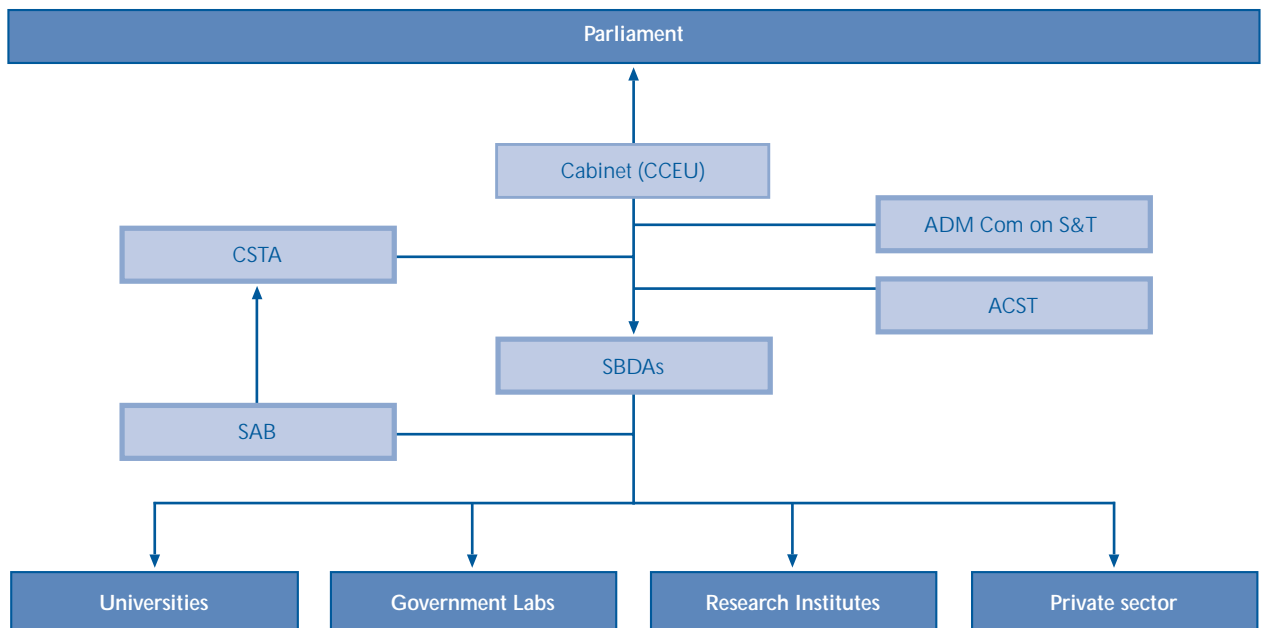 Parliament
Cabinet (CCEU)
ADM Com on S&T
CSTA
ACST
SBDAs
SAB
Universities
Government Labs
Research Institutes
Private sector